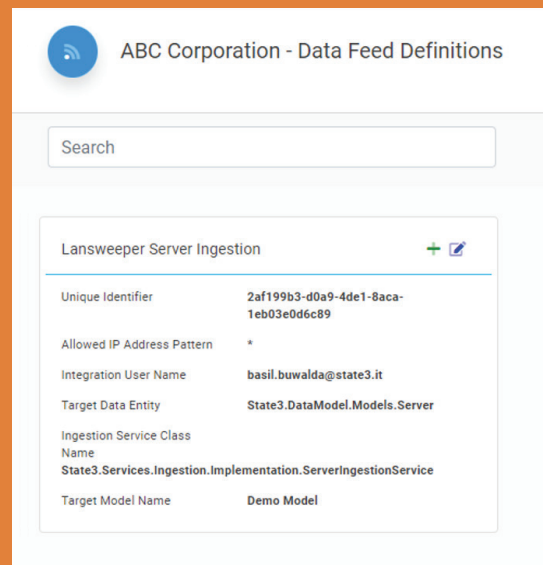 ABC Corporation - Data Feed Definitions
Search
Lansweeper Server Ingestion
Unique Identifier 2af199b3-d0a9-4de1-8aca-
1eb03e0d6c89
Allowed IP Address Pattern *
Integration User Name basil.buwalda@state3.it
Target Data Entity State3.DataModel.Models.Server
Ingestion Service Class
Name
State3.Services.Ingestion.Implementation.ServerIngestionService
Target Model Name Demo Model